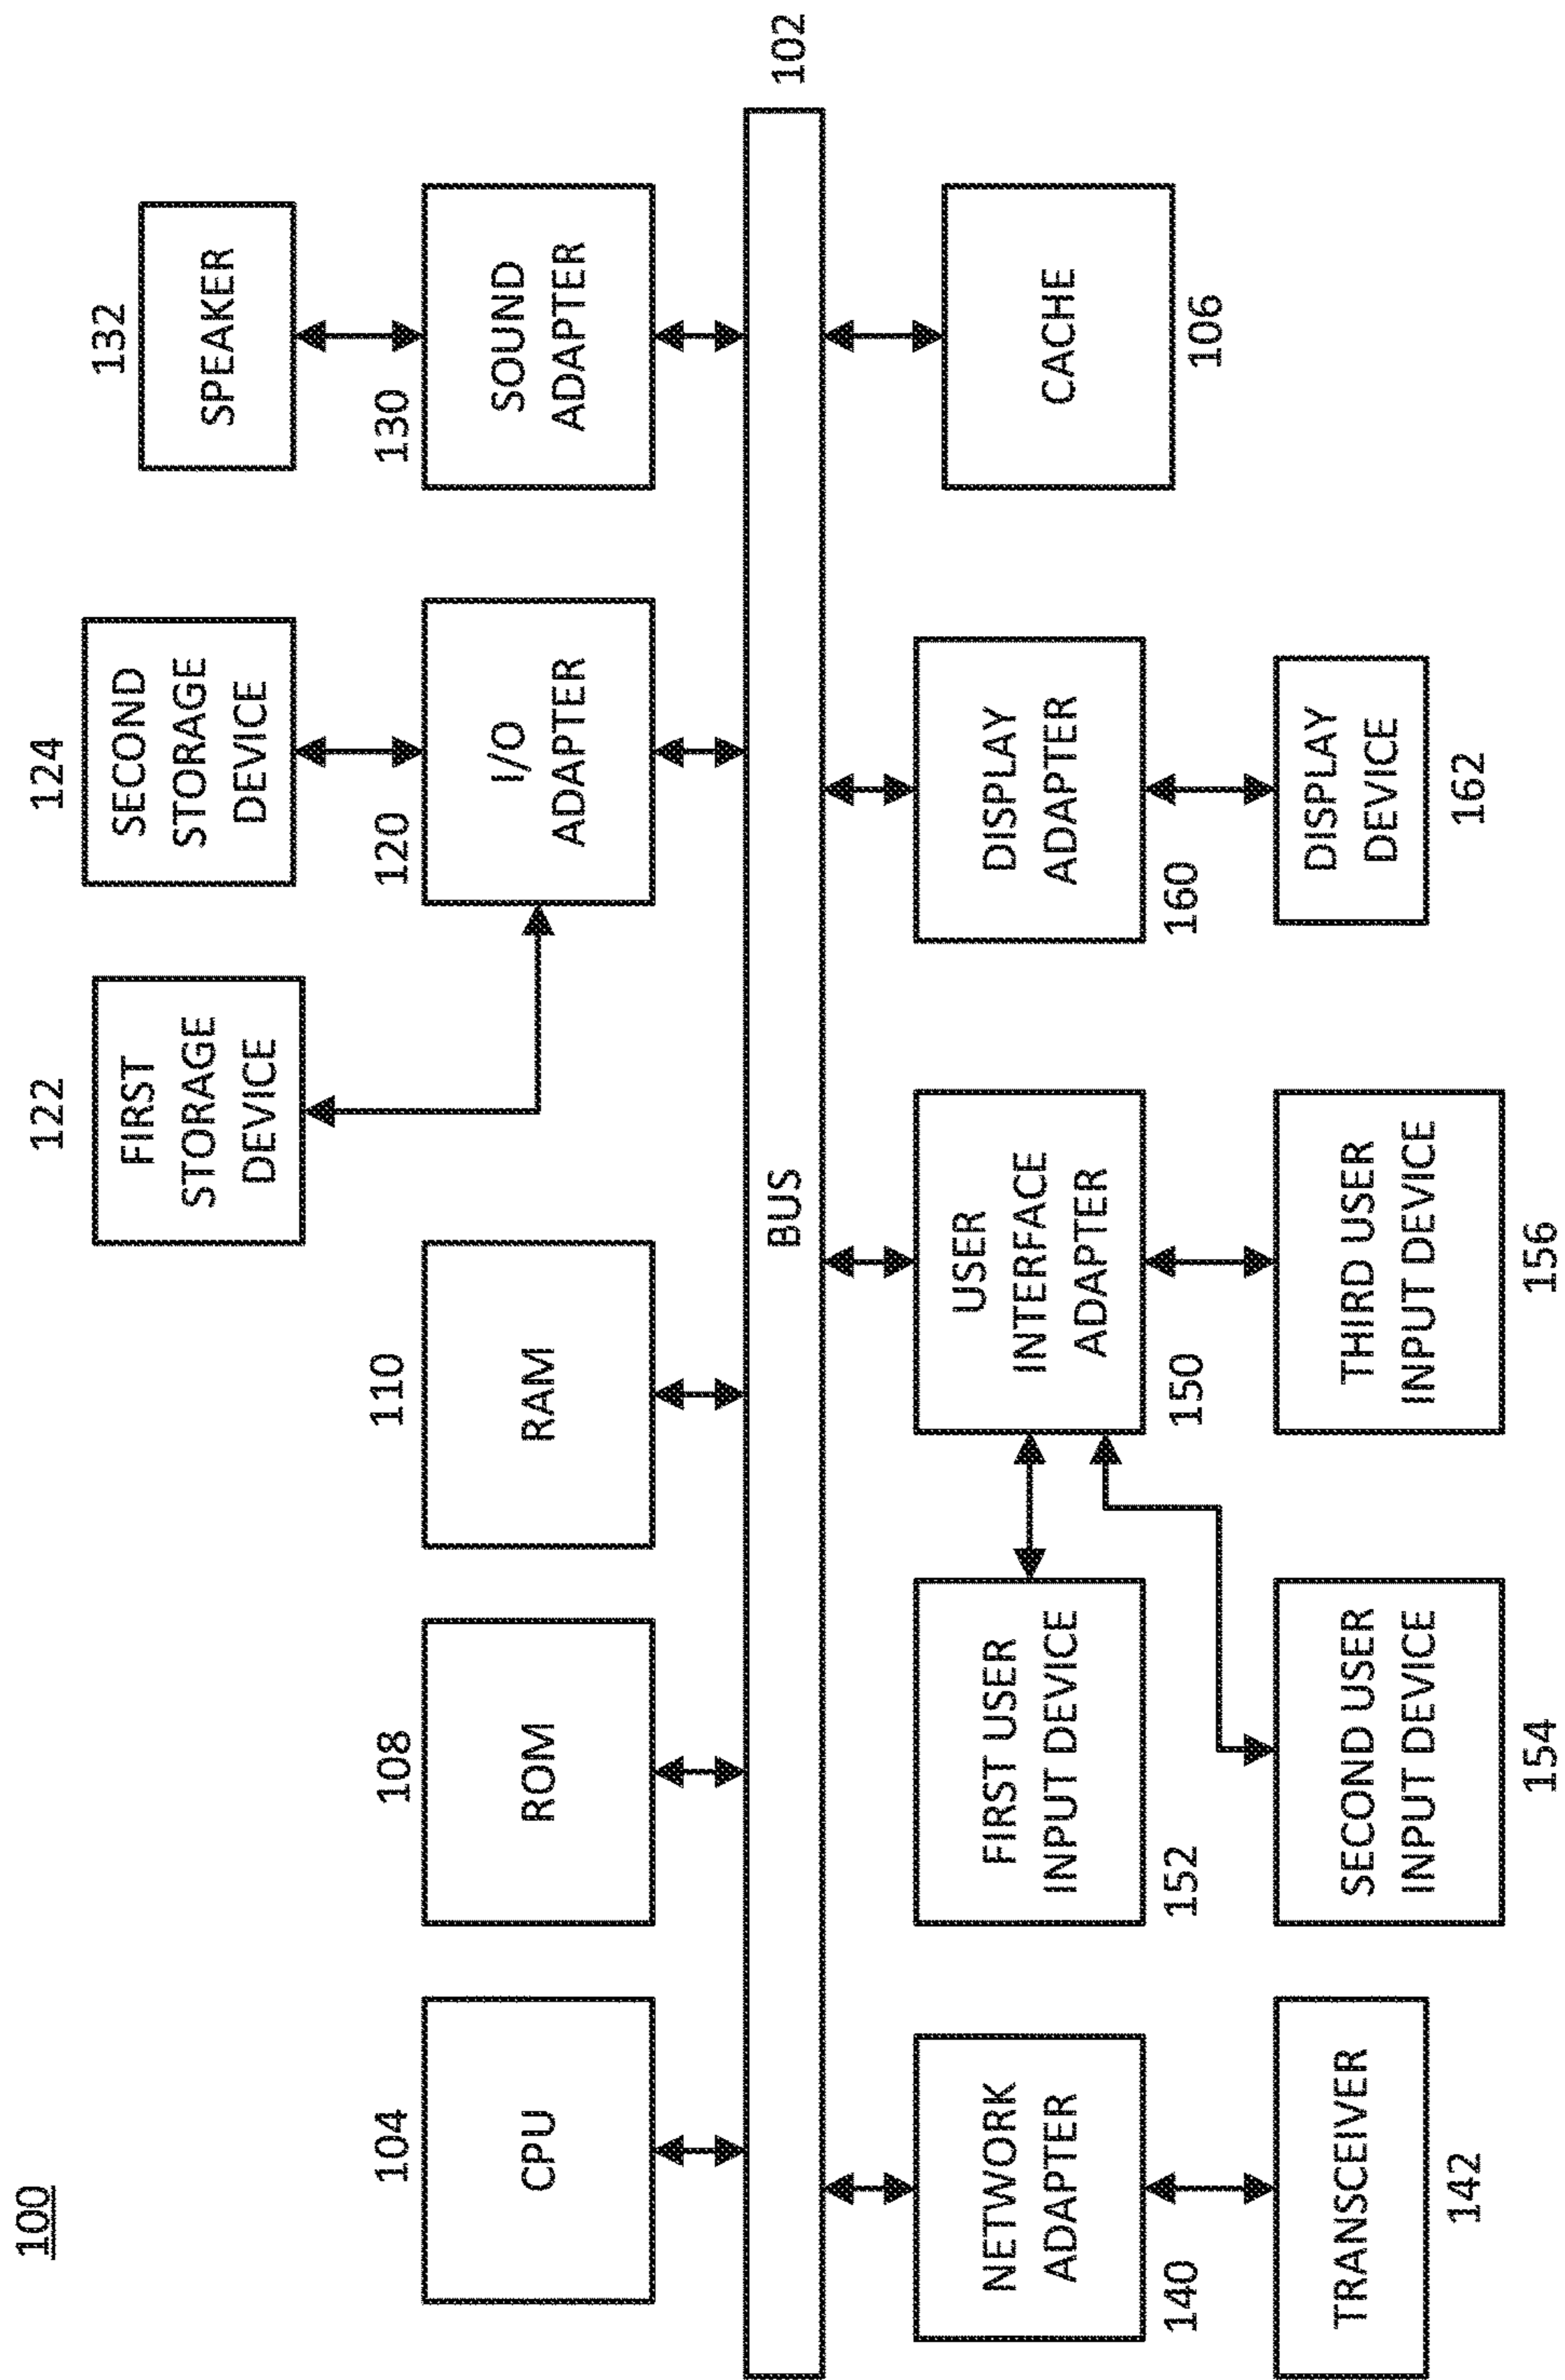 100
132
SPEAKER
124
SECOND
STORAGE
DEVICE
122
FIRST
STORAGE
DEVICE
104
CPU
108
ROM
110
RAM
120
I/O
ADAPTER
130
SOUND
ADAPTER
BUS
102
NETWORK
ADAPTER
140
FIRST USER
INPUT DEVICE
152
USER
INTERFACE
ADAPTER
150
DISPLAY
ADAPTER
160
CACHE
106
TRANSCEIVER
142
SECOND USER
INPUT DEVICE
154
THIRD USER
INPUT DEVICE
156
DISPLAY
DEVICE
162